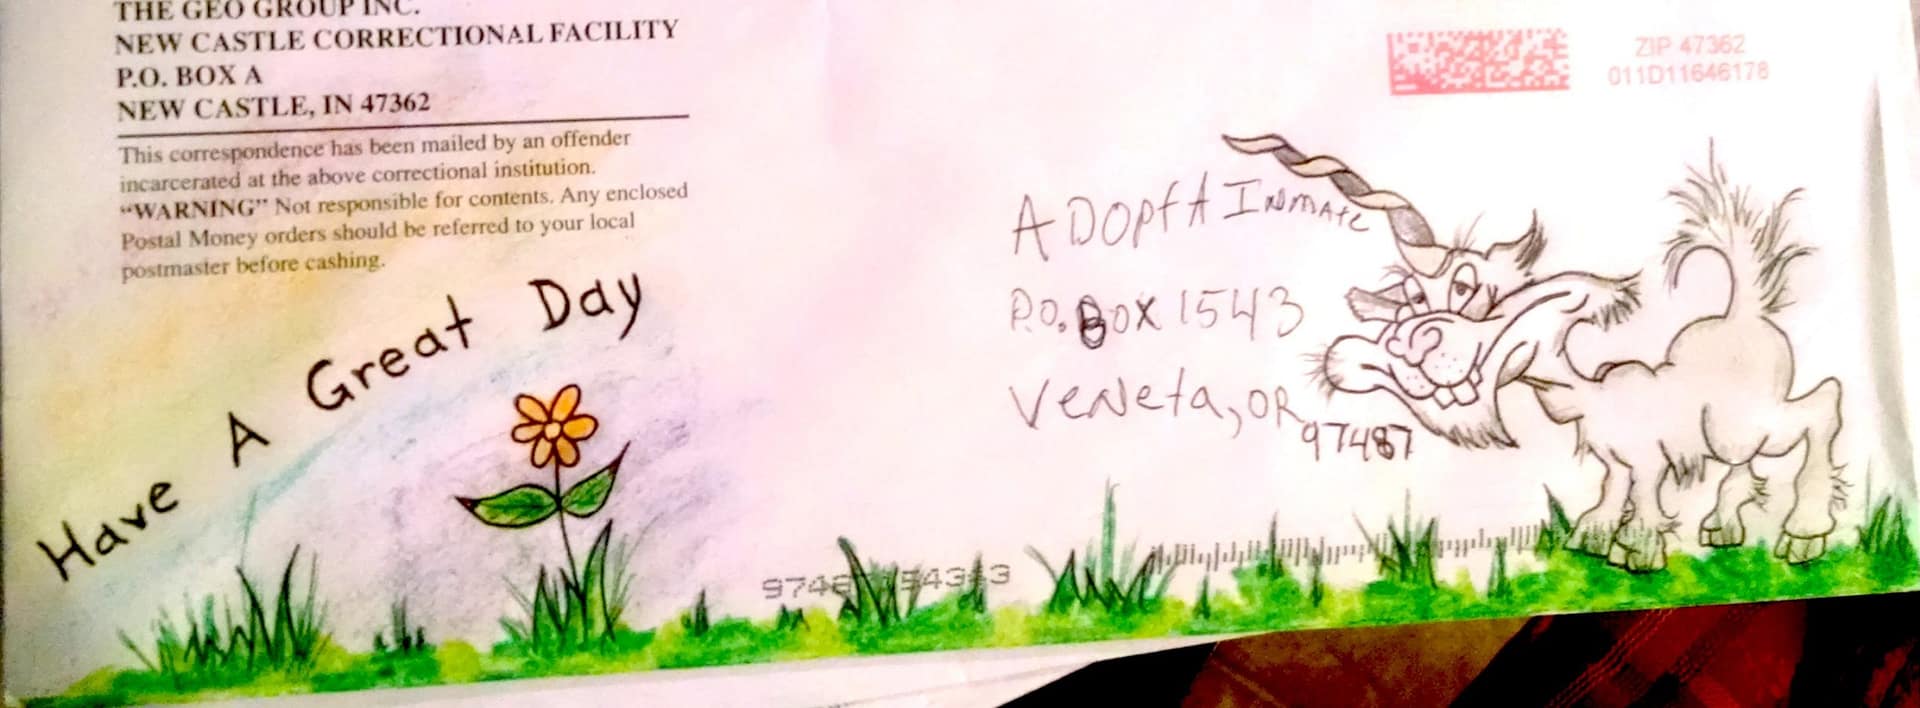 THE GEO GROUP INC.
NEW CASTLE CORRECTIONAL FACILITY
P.O. BOX A
NEW CASTLE, IN 47362
This correspondence has been mailed by an offender
incarcerated at the above correctional institution.
“WARNING” Not responsible for contents. Any enclosed
Postal Money orders should be referred to your local
postmaster before cashing.
ZIP 47362
011D11646178
Adopt A Inmate
P.O. Box 1543
Veneta, OR
97487
Have A Great Day